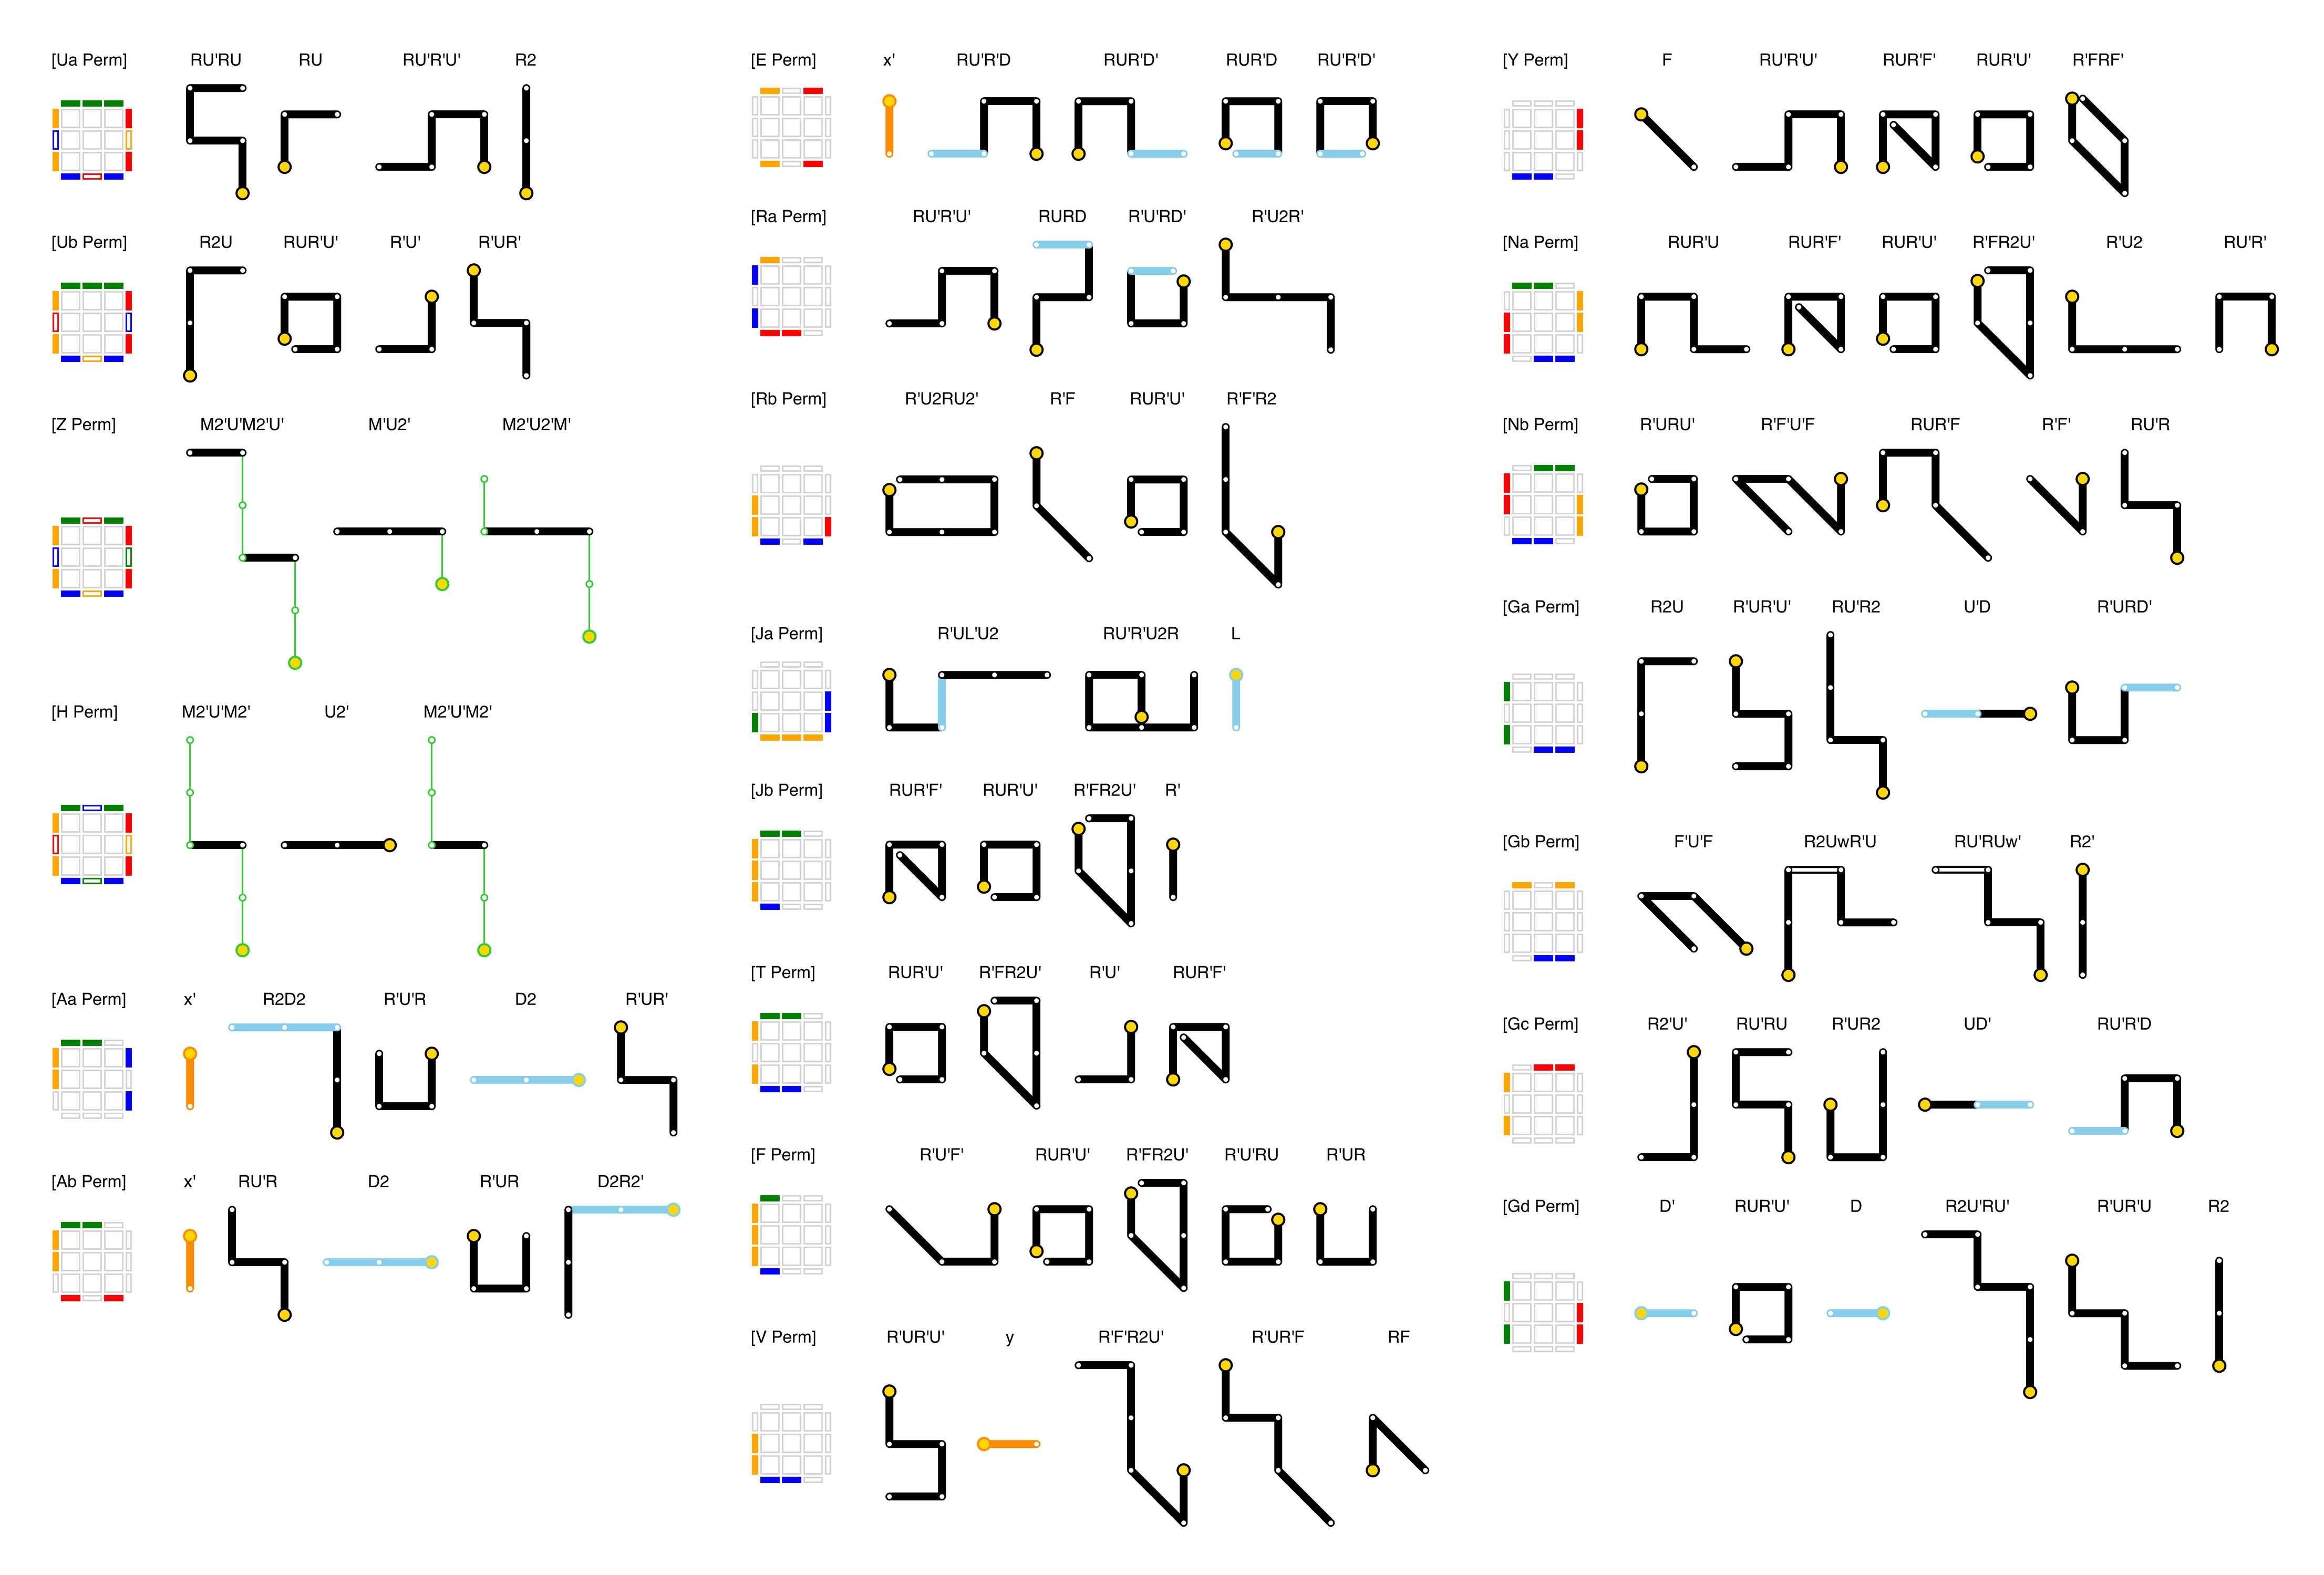 [Ua Perm] RU'RU RU RU'R'U' R2
[Ub Perm] R2U RUR'U' R'U' R'UR'
[Z Perm] M2'U'M2'U' M'U2' M2'U2'M'
[H Perm] M2'U'M2' U2' M2'U'M2'
[Aa Perm] x' R2D2 R'U'R D2 R'UR'
[Ab Perm] x' RU'R D2 R'UR D2R2'
[E Perm] x' RU'R'D RUR'D' RUR'D RU'R'D'
[Ra Perm] RU'R'U' RURD R'U'RD' R'U2R'
[Rb Perm] R'U2RU2' R'F RUR'U' R'F'R2
[Ja Perm] R'UL'U2 RU'R'U2R L
[Jb Perm] RUR'F' RUR'U' R'FR2U' R'
[T Perm] RUR'U' R'FR2U' R'U' RUR'F'
[F Perm] R'U'F' RUR'U' R'FR2U' R'U'RU R'UR
[V Perm] R'UR'U' y R'F'R2U' R'UR'F RF
[Y Perm] F RU'R'U' RUR'F' RUR'U' R'FRF'
[Na Perm] RUR'U RUR'F' RUR'U' R'FR2U' R'U2 RU'R'
[Nb Perm] R'URU' R'F'U'F RUR'F R'F' RU'R
[Ga Perm] R2U R'UR'U' RU'R2 U'D R'URD'
[Gb Perm] F'U'F R2UwR'U RU'RUw' R2'
[Gc Perm] R2'U' RU'RU R'UR2 UD' RU'R'D
[Gd Perm] D' RUR'U' D R2U'RU' R'UR'U R2